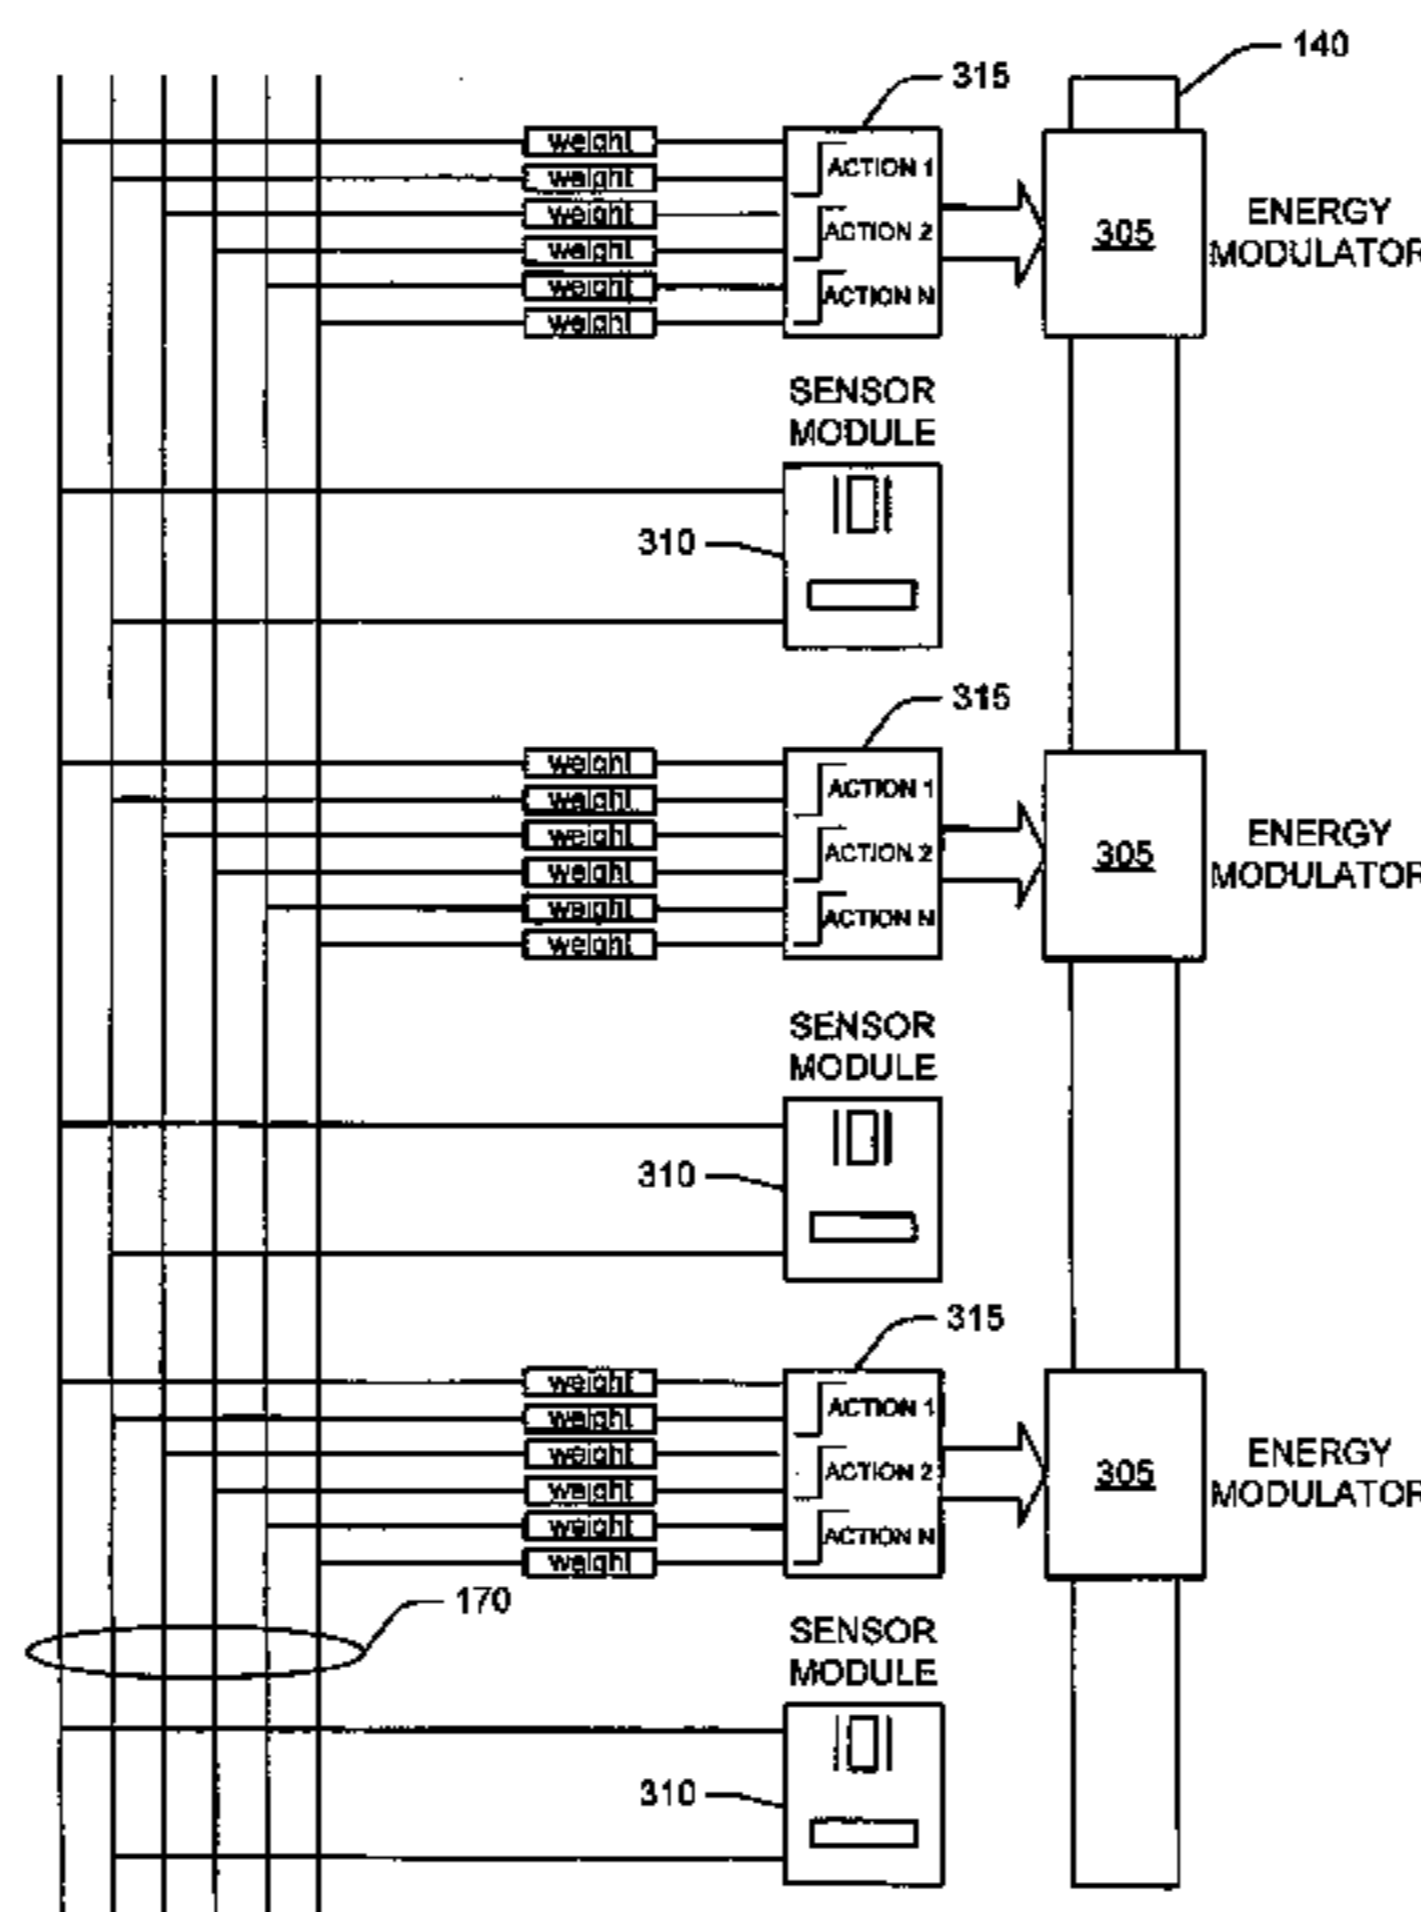 140
315
weight
weight
weight
weight
weight
weight
ACTION 1
ACTION 2
ACTION N
305
ENERGY
MODULATOR
SENSOR
MODULE
310
315
weight
weight
weight
weight
weight
weight
ACTION 1
ACTION 2
ACTION N
305
ENERGY
MODULATOR
SENSOR
MODULE
310
315
weight
weight
weight
weight
weight
weight
ACTION 1
ACTION 2
ACTION N
305
ENERGY
MODULATOR
170
SENSOR
MODULE
310